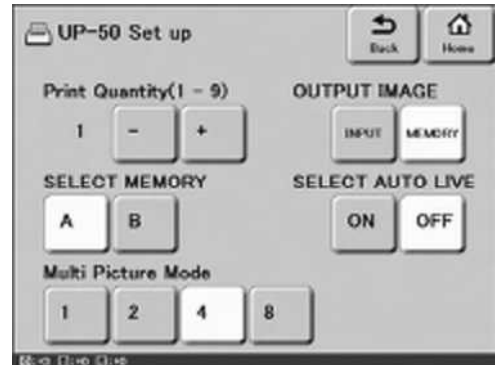 UP-50 Set up
Back
Home
Print Quantity(1 - 9)
1 - +
OUTPUT IMAGE
INPUT MEMORY
SELECT MEMORY
A B
SELECT AUTO LIVE
ON OFF
Multi Picture Mode
1 2 4 8